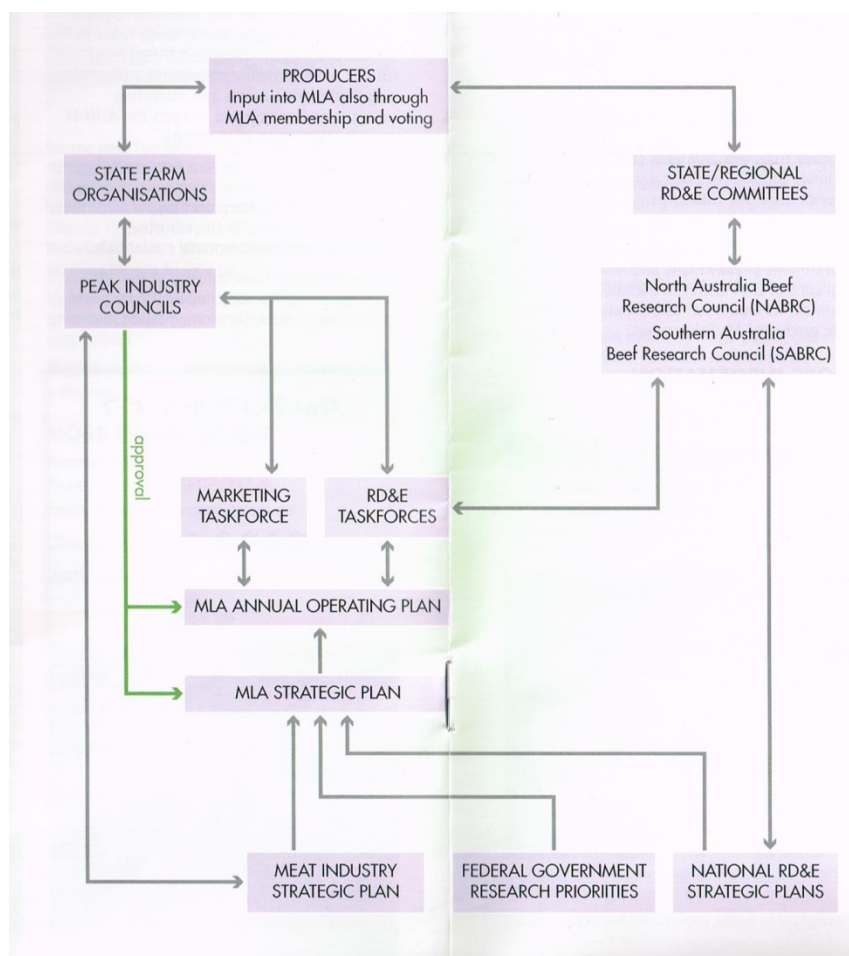 PRODUCERS
Input into MLA also through
MLA membership and voting
STATE FARM
ORGANISATIONS
STATE/REGIONAL
RD&E COMMITTEES
PEAK INDUSTRY
COUNCILS
North Australia Beef
Research Council (NABRC)
Southern Australia
Beef Research Council (SABRC)
approval
MARKETING
TASKFORCE
RD&E
TASKFORCES
MLA ANNUAL OPERATING PLAN
MLA STRATEGIC PLAN
MEAT INDUSTRY
STRATEGIC PLAN
FEDERAL GOVERNMENT
RESEARCH PRIORIITIES
NATIONAL RD&E
STRATEGIC PLANS